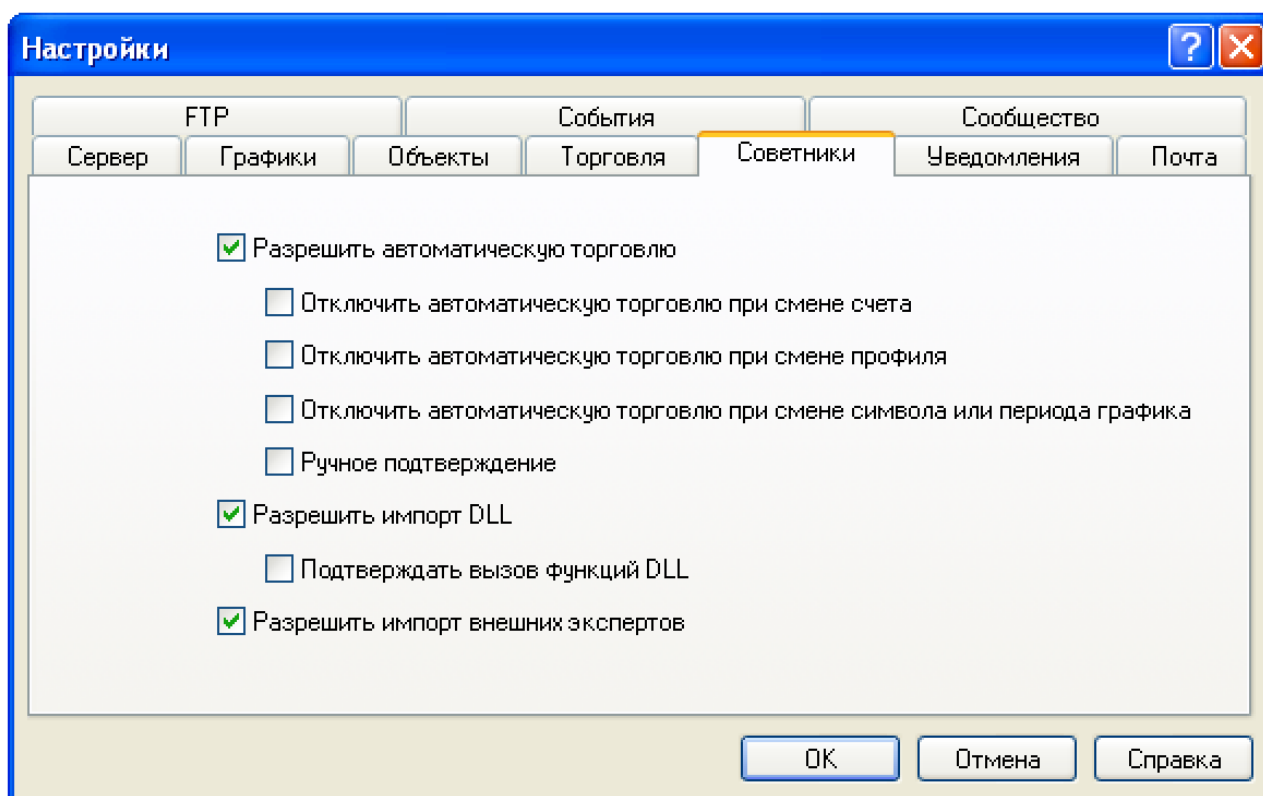 Настройки
FTP События Сообщество
Сервер Графики Объекты Торговля Советники Уведомления Почта
Разрешить автоматическую торговлю
Отключить автоматическую торговлю при смене счета
Отключить автоматическую торговлю при смене профиля
Отключить автоматическую торговлю при смене символа или периода графика
Ручное подтверждение
Разрешить импорт DLL
Подтверждать вызов функций DLL
Разрешить импорт внешних экспертов
OK Отмена Справка